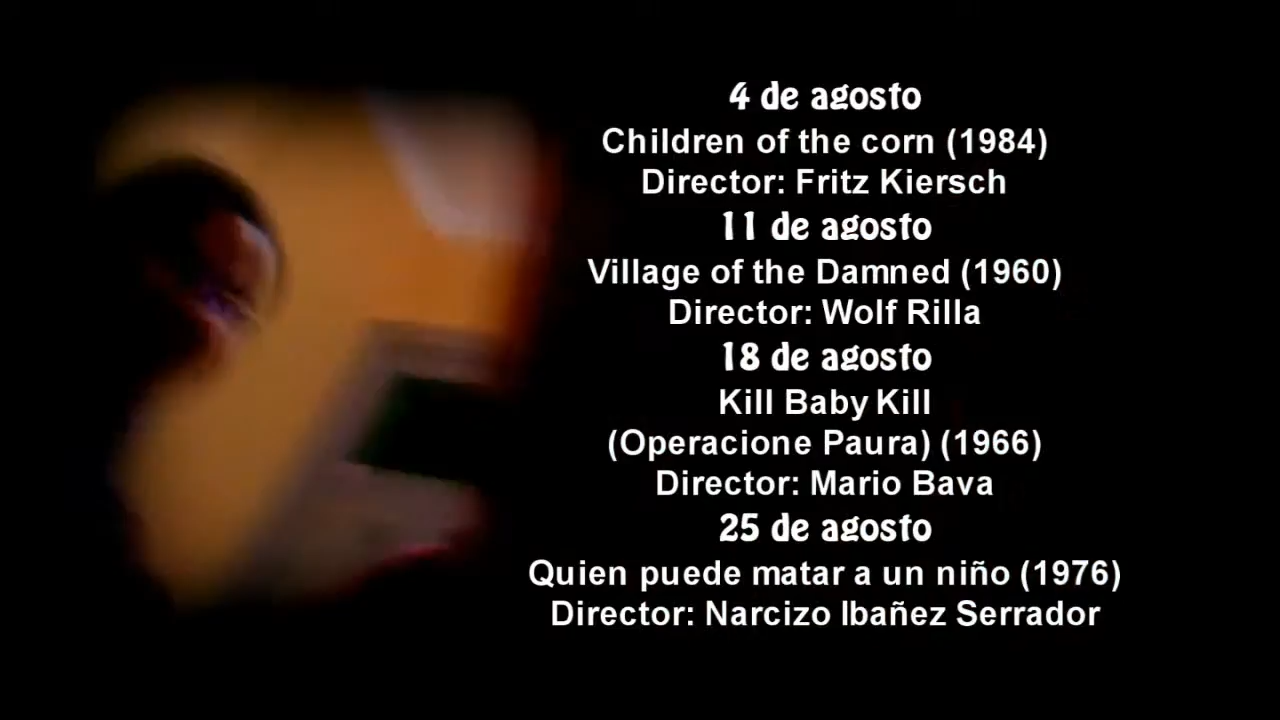 4 de agosto
Children of the corn (1984)
Director: Fritz Kiersch
11 de agosto
Village of the Damned (1960)
Director: Wolf Rilla
18 de agosto
Kill Baby Kill
(Operacione Paura) (1966)
Director: Mario Bava
25 de agosto
Quien puede matar a un niño (1976)
Director: Narcizo Ibañez Serrador